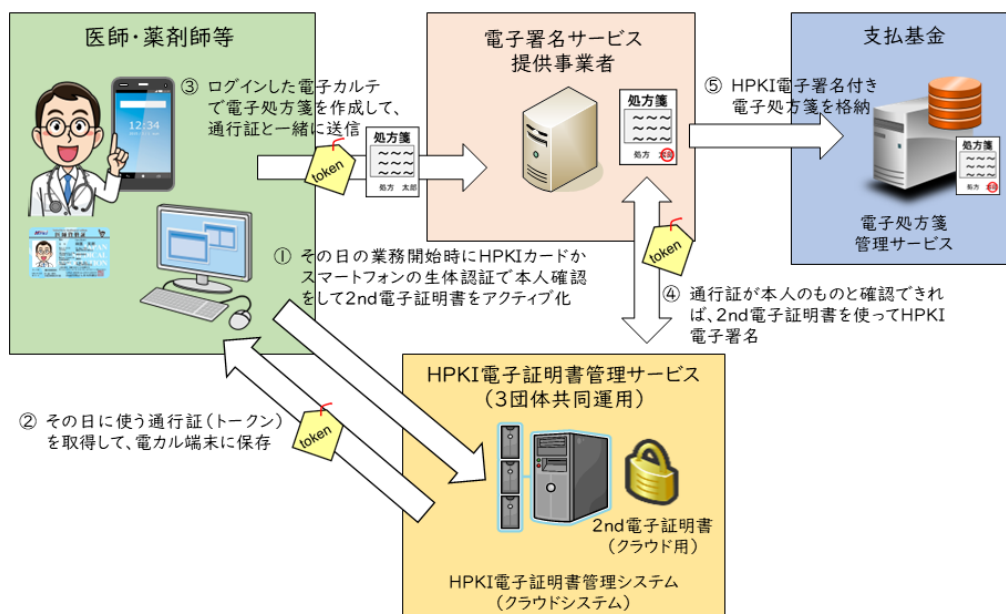 医師・薬剤師等
12:34
③ ログインした電子カルテ
で電子処方箋を作成して、
通行証と一緒に送信
token
処方箋
処方 太郎
電子署名サービス
提供事業者
処方箋
処方 太郎
⑤ HPKI電子署名付き
電子処方箋を格納
支払基金
処方箋
処方 太郎
電子処方箋
管理サービス
① その日の業務開始時にHPKIカードか
スマートフォンの生体認証で本人確認
をして2nd電子証明書をアクティブ化
token
④ 通行証が本人のものと確認できれ
ば、2nd電子証明書を使ってHPKI
電子署名
② その日に使う通行証(トークン)
を取得して、電カル端末に保存
token
HPKI電子証明書管理サービス
(3団体共同運用)
2nd電子証明書
(クラウド用)
HPKI電子証明書管理システム
(クラウドシステム)